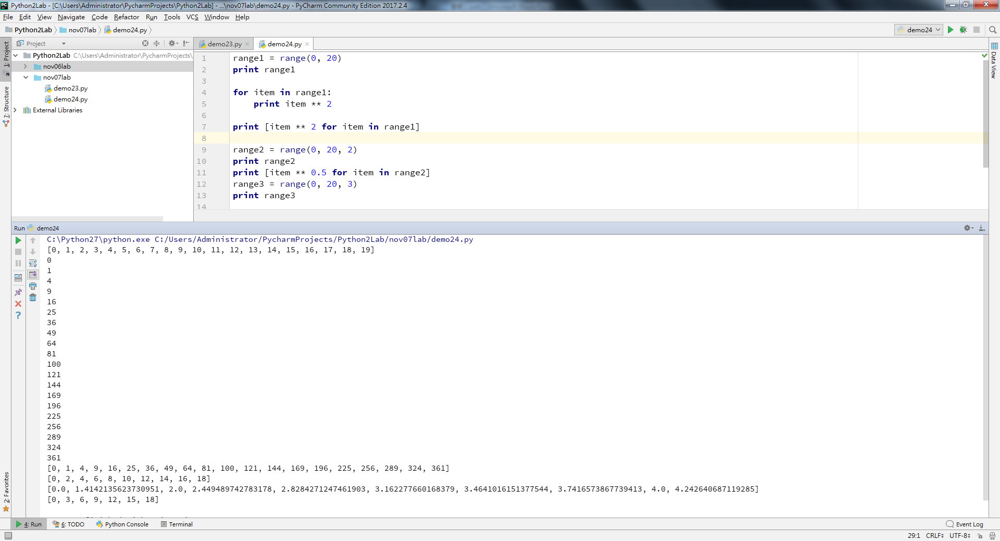 Python2Lab - [C:\Users\Administrator\PycharmProjects\Python2Lab] - ...\nov07lab\demo24.py - PyCharm Community Edition 2017.2.4
File Edit View Navigate Code Refactor Run Tools VCS Window Help
Python2Lab nov07lab demo24.py
demo24
1: Project
7: Structure
2: Favorites
Data View
Project
Python2Lab C:\Users\Administrator\PycharmProjects\
nov06lab
nov07lab
demo23.py
demo24.py
External Libraries
demo23.py demo24.py
1 range1 = range(0, 20)
2 print range1
3
4 for item in range1:
5     print item ** 2
6
7 print [item ** 2 for item in range1]
8
9 range2 = range(0, 20, 2)
10 print range2
11 print [item ** 0.5 for item in range2]
12 range3 = range(0, 20, 3)
13 print range3
14
Run demo24
C:\Python27\python.exe C:/Users/Administrator/PycharmProjects/Python2Lab/nov07lab/demo24.py
[0, 1, 2, 3, 4, 5, 6, 7, 8, 9, 10, 11, 12, 13, 14, 15, 16, 17, 18, 19]
0
1
4
9
16
25
36
49
64
81
100
121
144
169
196
225
256
289
324
361
[0, 1, 4, 9, 16, 25, 36, 49, 64, 81, 100, 121, 144, 169, 196, 225, 256, 289, 324, 361]
[0, 2, 4, 6, 8, 10, 12, 14, 16, 18]
[0.0, 1.4142135623730951, 2.0, 2.449489742783178, 2.8284271247461903, 3.162277660168379, 3.4641016151377544, 3.7416573867739413, 4.0, 4.242640687119285]
[0, 3, 6, 9, 12, 15, 18]
4: Run 6: TODO Python Console Terminal
Event Log
29:1 CRLF UTF-8